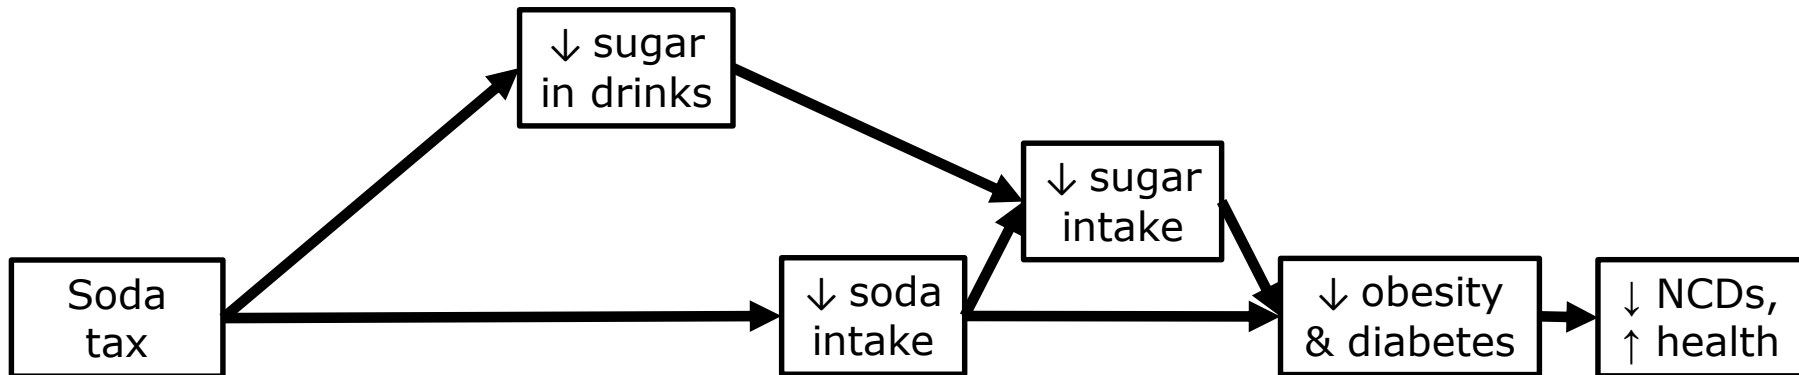 ↓ sugar
in drinks
↓ sugar
intake
Soda
tax
↓ soda
intake
↓ obesity
& diabetes
↓ NCDs,
↑ health